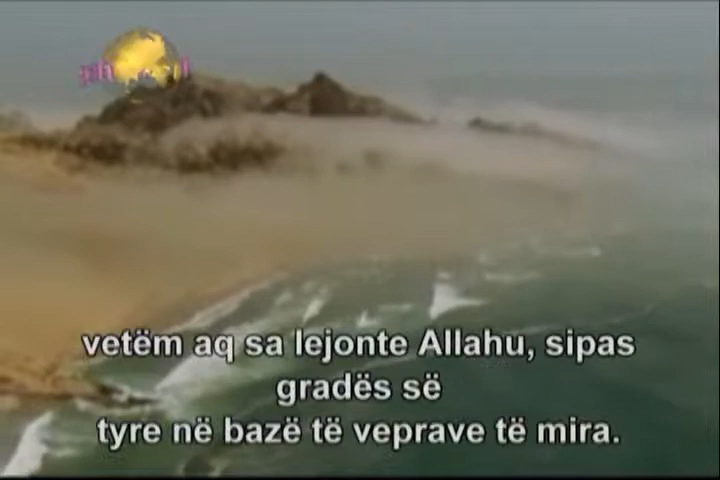 vetëm aq sa lejonte Allahu, sipas
gradës së
tyre në bazë të veprave të mira.